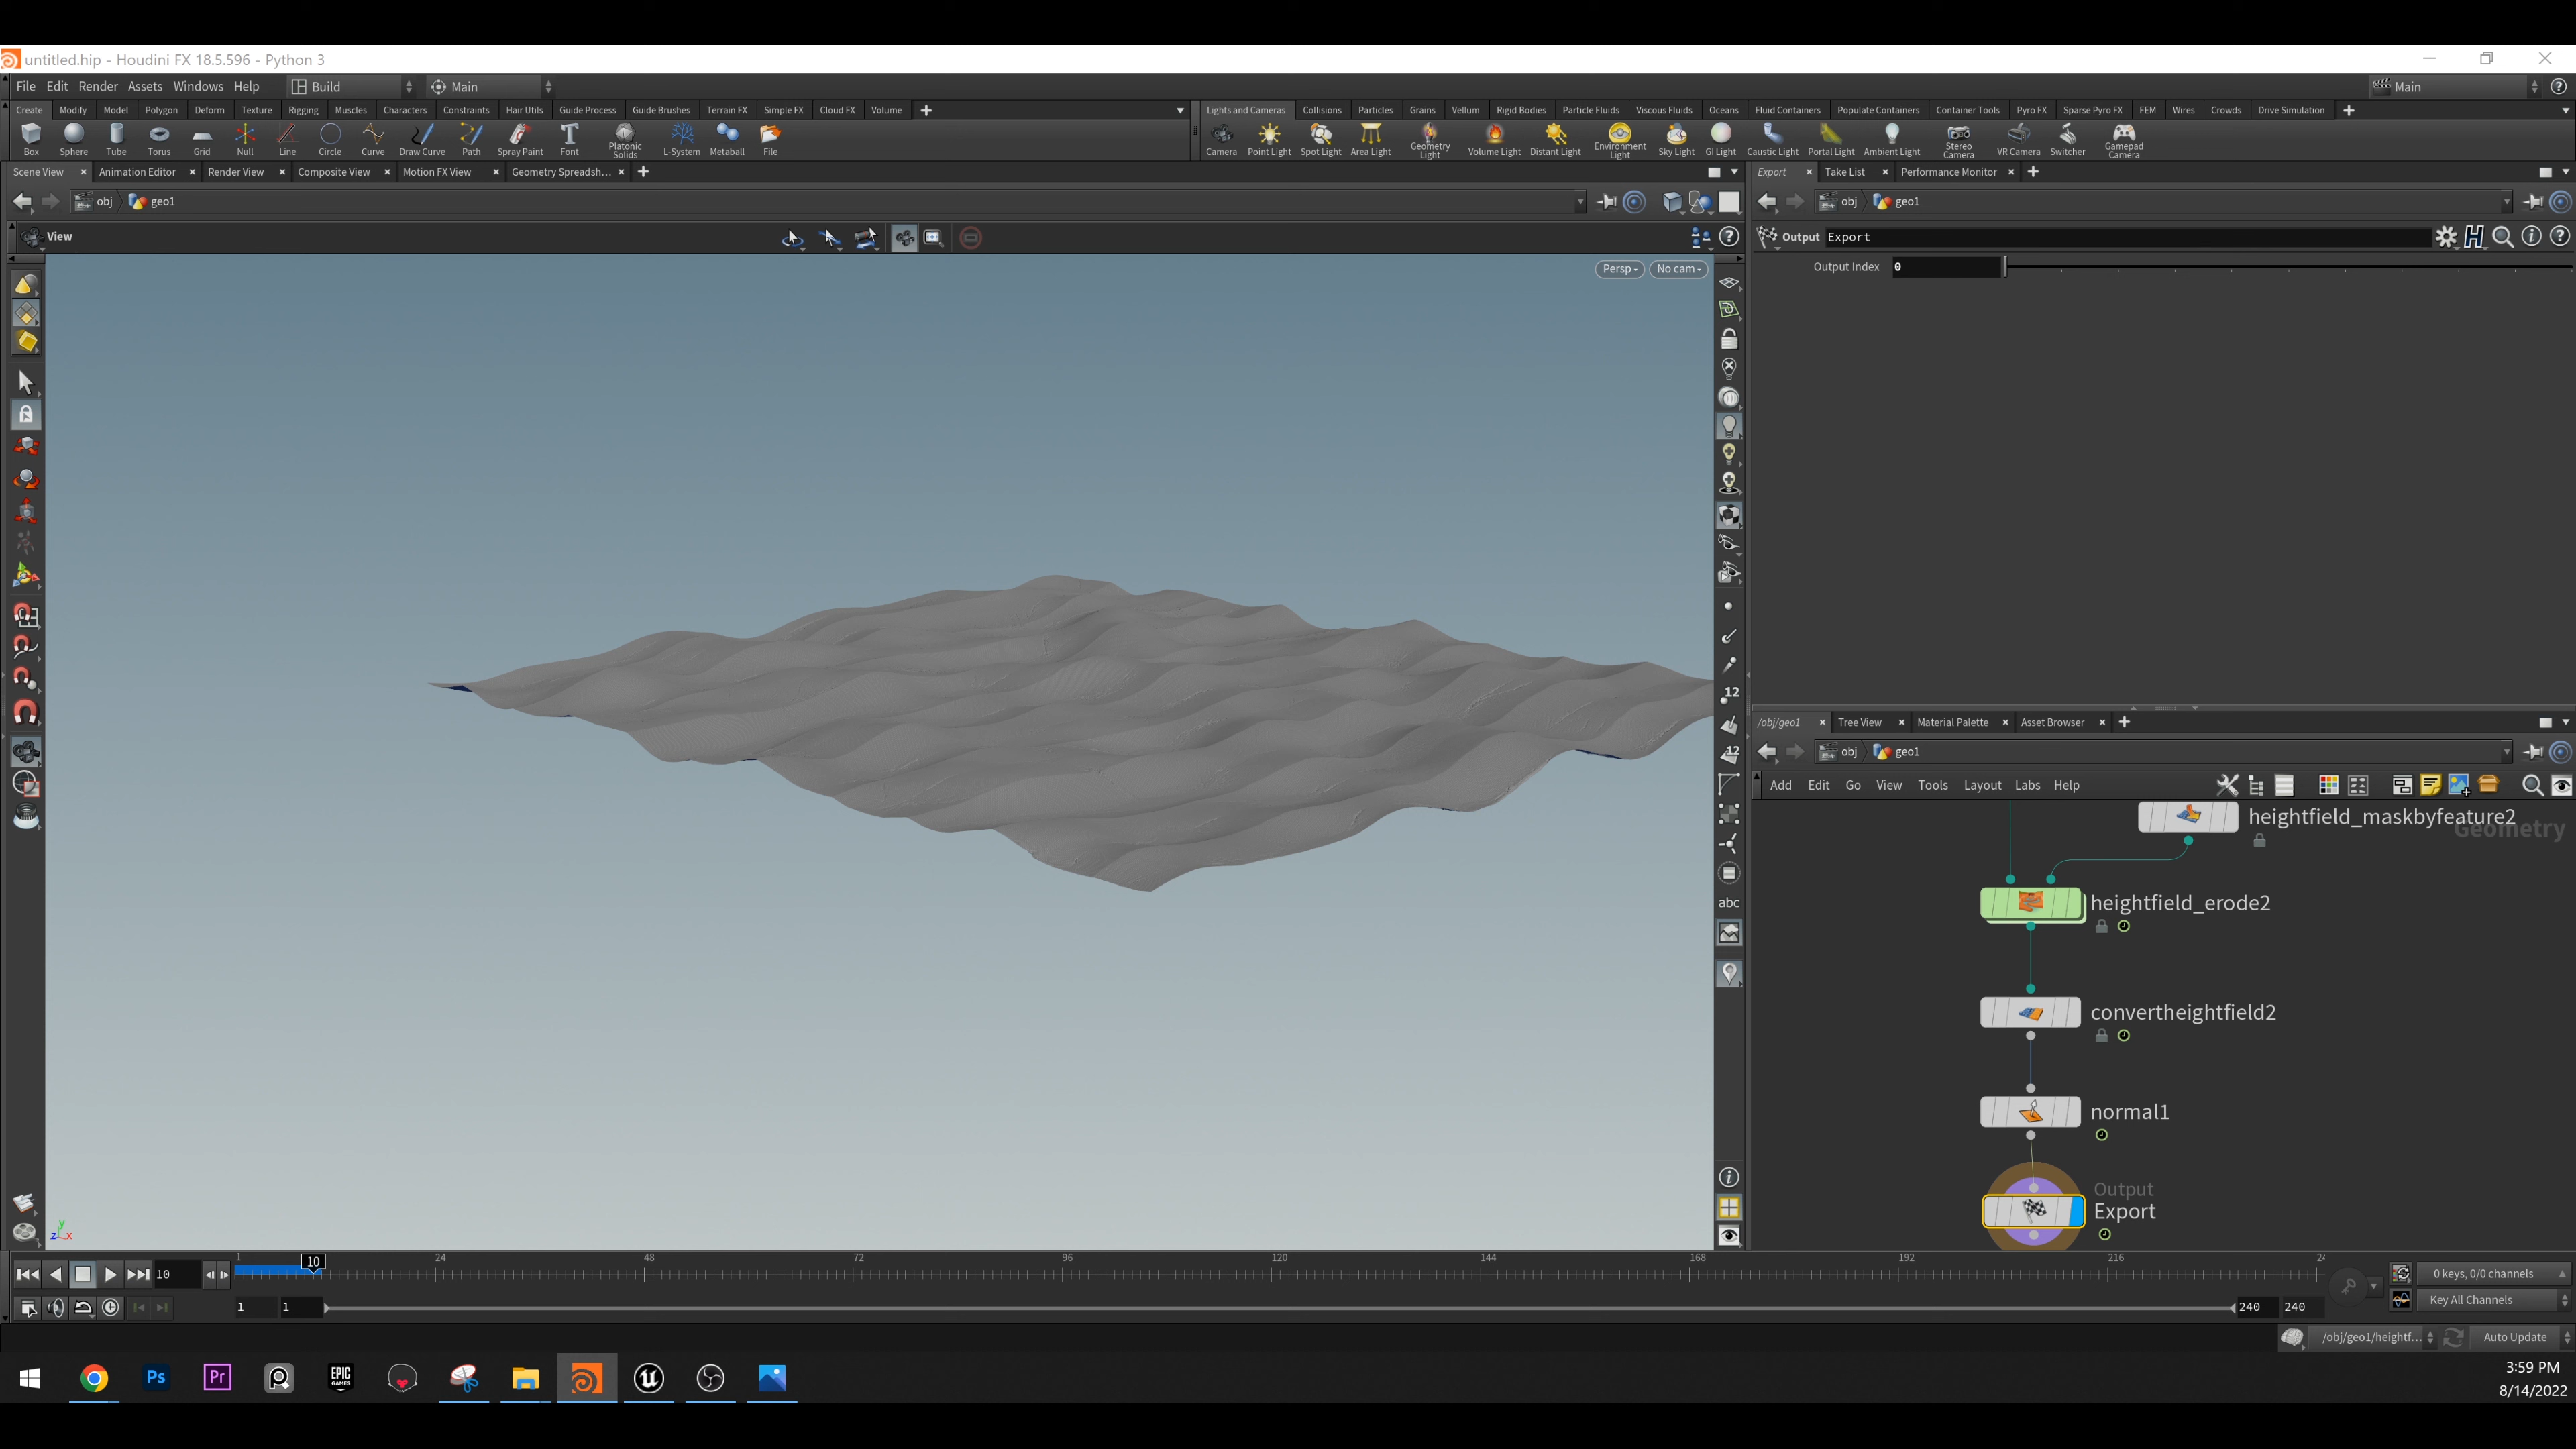 untitled.hip - Houdini FX 18.5.596 - Python 3
File Edit Render Assets Windows Help Build Main Main
Create Modify Model Polygon Deform Texture Rigging Muscles Characters Constraints Hair Utils Guide Process Guide Brushes Terrain FX Simple FX Cloud FX Volume
Lights and Cameras Collisions Particles Grains Vellum Rigid Bodies Particle Fluids Viscous Fluids Oceans Fluid Containers Populate Containers Container Tools Pyro FX Sparse Pyro FX FEM Wires Crowds Drive Simulation
Box Sphere Tube Torus Grid Null Line Circle Curve Draw Curve Path Spray Paint Font Platonic Solids L-System Metaball File
Camera Point Light Spot Light Area Light Geometry Light Volume Light Distant Light Environment Light Sky Light GI Light Caustic Light Portal Light Ambient Light Stereo Camera VR Camera Switcher Gamepad Camera
Scene View Animation Editor Render View Composite View Motion FX View Geometry Spreadsh...
Export Take List Performance Monitor
obj geo1
obj geo1
View
Output Export
Persp No cam
Output Index 0
12
12
abc
/obj/geo1 Tree View Material Palette Asset Browser
obj geo1
Add Edit Go View Tools Layout Labs Help
heightfield_maskbyfeature2
Geometry
heightfield_erode2
convertheightfield2
normal1
Output
Export
y
z x
1 10 24 48 72 96 120 144 168 192 216 24
10
0 keys, 0/0 channels
1 1 240 240
Key All Channels
/obj/geo1/heightf... Auto Update
Ps Pr EPIC GAMES
3:59 PM
8/14/2022